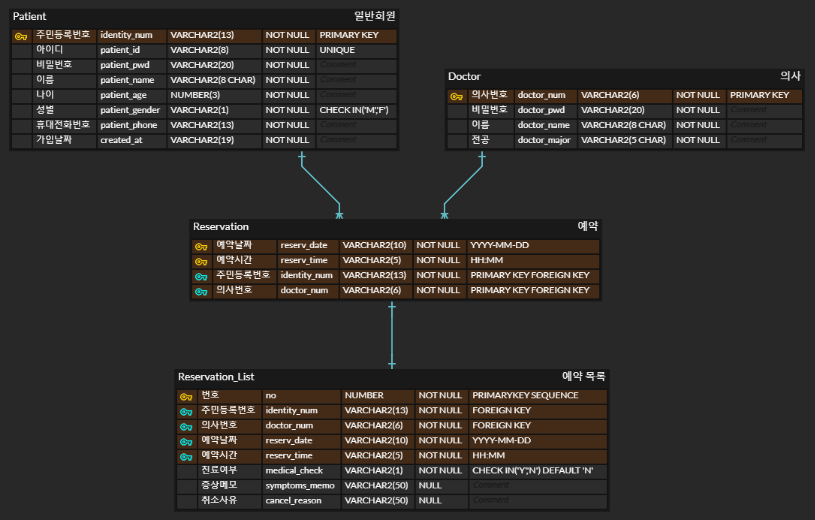 Patient 일반회원
주민등록번호 identity_num VARCHAR2(13) NOT NULL PRIMARY KEY
아이디 patient_id VARCHAR2(8) NOT NULL UNIQUE
비밀번호 patient_pwd VARCHAR2(20) NOT NULL Comment
이름 patient_name VARCHAR2(8 CHAR) NOT NULL Comment
나이 patient_age NUMBER(3) NOT NULL Comment
성별 patient_gender VARCHAR2(1) NOT NULL CHECK IN('M','F')
휴대전화번호 patient_phone VARCHAR2(13) NOT NULL Comment
가입날짜 created_at VARCHAR2(19) NOT NULL Comment
Doctor 의사
의사번호 doctor_num VARCHAR2(6) NOT NULL PRIMARY KEY
비밀번호 doctor_pwd VARCHAR2(20) NOT NULL Comment
이름 doctor_name VARCHAR2(8 CHAR) NOT NULL Comment
전공 doctor_major VARCHAR2(5 CHAR) NOT NULL Comment
Reservation 예약
예약날짜 reserv_date VARCHAR2(10) NOT NULL YYYY-MM-DD
예약시간 reserv_time VARCHAR2(5) NOT NULL HH:MM
주민등록번호 identity_num VARCHAR2(13) NOT NULL PRIMARY KEY FOREIGN KEY
의사번호 doctor_num VARCHAR2(6) NOT NULL PRIMARY KEY FOREIGN KEY
Reservation_List 예약 목록
번호 no NUMBER NOT NULL PRIMARYKEY SEQUENCE
주민등록번호 identity_num VARCHAR2(13) NOT NULL FOREIGN KEY
의사번호 doctor_num VARCHAR2(6) NOT NULL FOREIGN KEY
예약날짜 reserv_date VARCHAR2(10) NOT NULL YYYY-MM-DD
예약시간 reserv_time VARCHAR2(5) NOT NULL HH:MM
진료여부 medical_check VARCHAR2(1) NOT NULL CHECK IN('Y','N') DEFAULT 'N'
증상메모 symptoms_memo VARCHAR2(50) NULL Comment
취소사유 cancel_reason VARCHAR2(50) NULL Comment